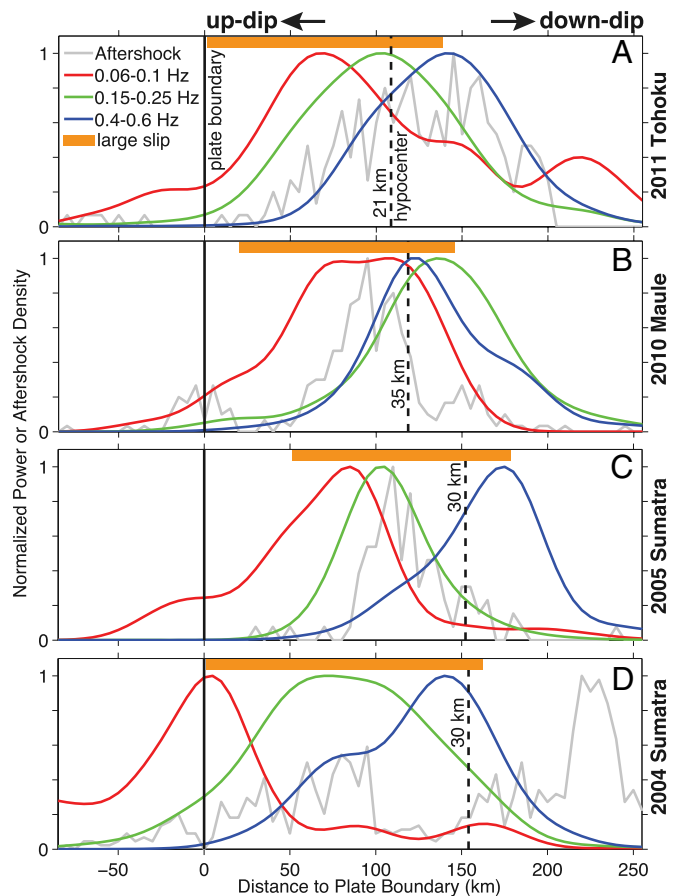 up-dip
down-dip
A
Aftershock
0.06-0.1 Hz
0.15-0.25 Hz
0.4-0.6 Hz
large slip
plate boundary
21 km
hypocenter
1
0
2011 Tohoku
B
35 km
1
0
2010 Maule
C
30 km
1
0
2005 Sumatra
D
30 km
1
0
2004 Sumatra
Normalized Power or Aftershock Density
−50 0 50 100 150 200 250
Distance to Plate Boundary (km)